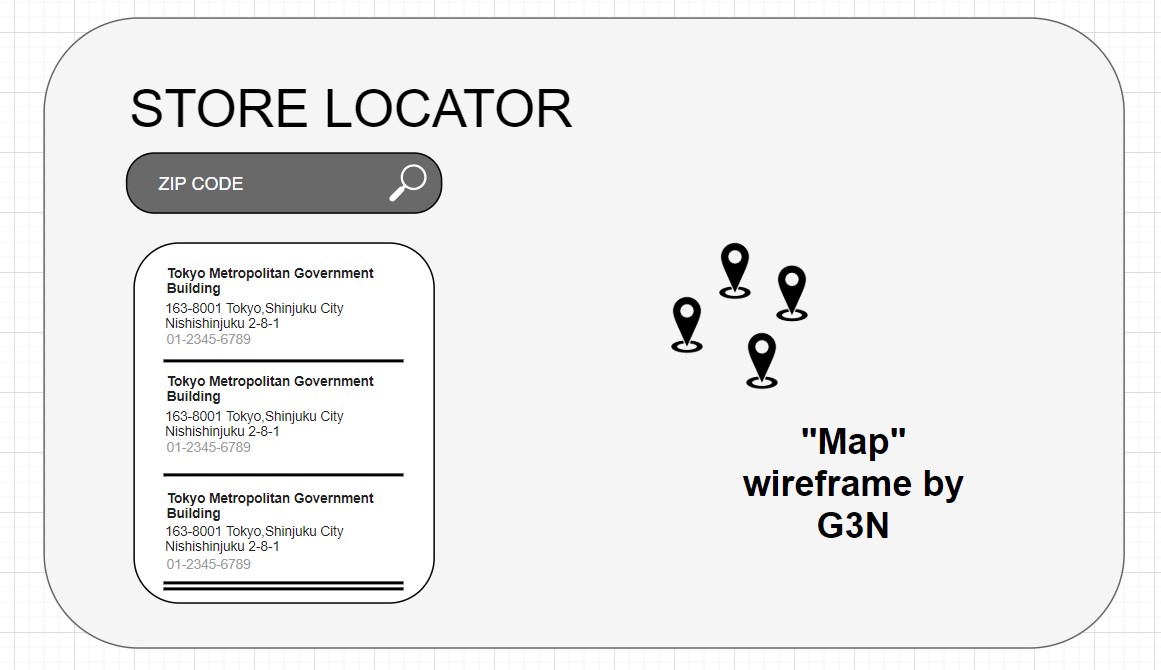 STORE LOCATOR
ZIP CODE
Tokyo Metropolitan Government
Building
163-8001 Tokyo,Shinjuku City
Nishishinjuku 2-8-1
01-2345-6789
Tokyo Metropolitan Government
Building
163-8001 Tokyo,Shinjuku City
Nishishinjuku 2-8-1
01-2345-6789
Tokyo Metropolitan Government
Building
163-8001 Tokyo,Shinjuku City
Nishishinjuku 2-8-1
01-2345-6789
"Map"
wireframe by
G3N